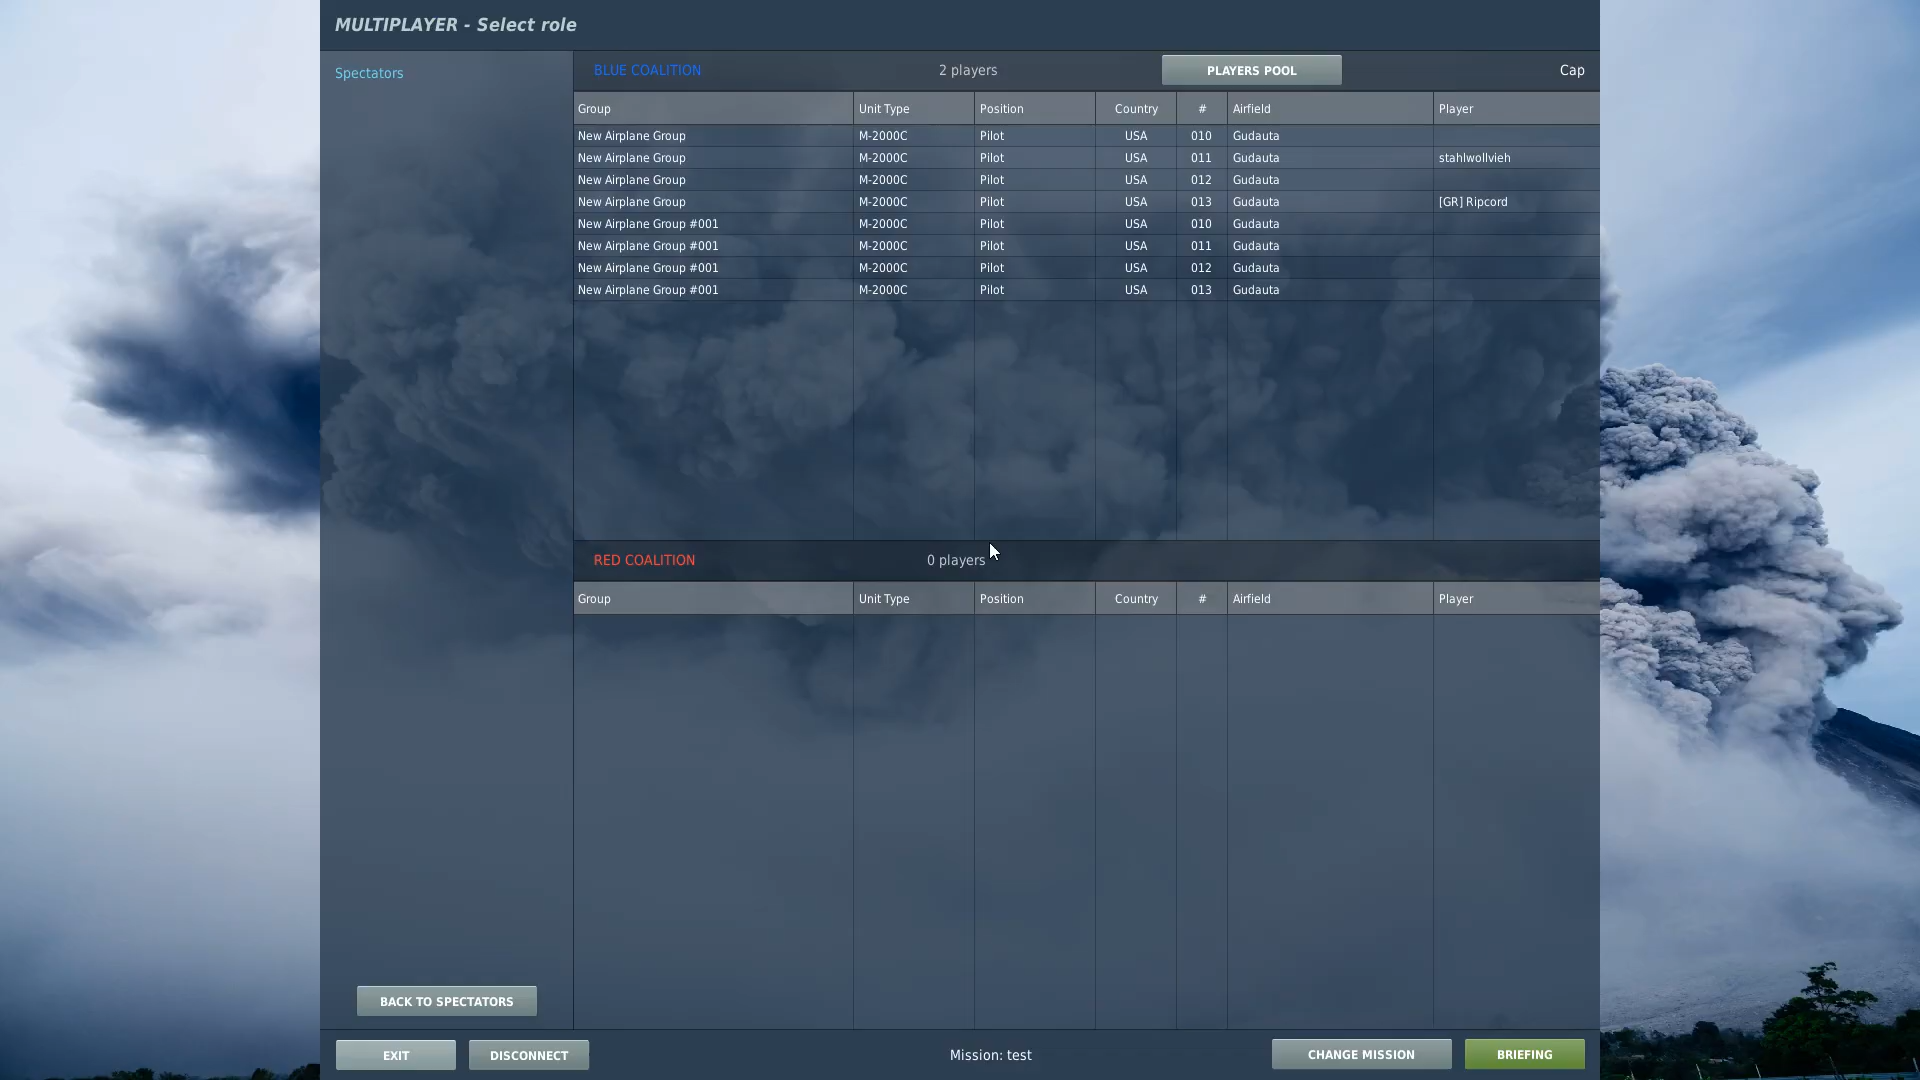 MULTIPLAYER - Select role
Spectators
BLUE COALITION 2 players PLAYERS POOL Cap
Group Unit Type Position Country # Airfield Player
New Airplane Group M-2000C Pilot USA 010 Gudauta
New Airplane Group M-2000C Pilot USA 011 Gudauta stahlwollvieh
New Airplane Group M-2000C Pilot USA 012 Gudauta
New Airplane Group M-2000C Pilot USA 013 Gudauta [GR] Ripcord
New Airplane Group #001 M-2000C Pilot USA 010 Gudauta
New Airplane Group #001 M-2000C Pilot USA 011 Gudauta
New Airplane Group #001 M-2000C Pilot USA 012 Gudauta
New Airplane Group #001 M-2000C Pilot USA 013 Gudauta
RED COALITION 0 players
Group Unit Type Position Country # Airfield Player
BACK TO SPECTATORS
EXIT DISCONNECT Mission: test CHANGE MISSION BRIEFING